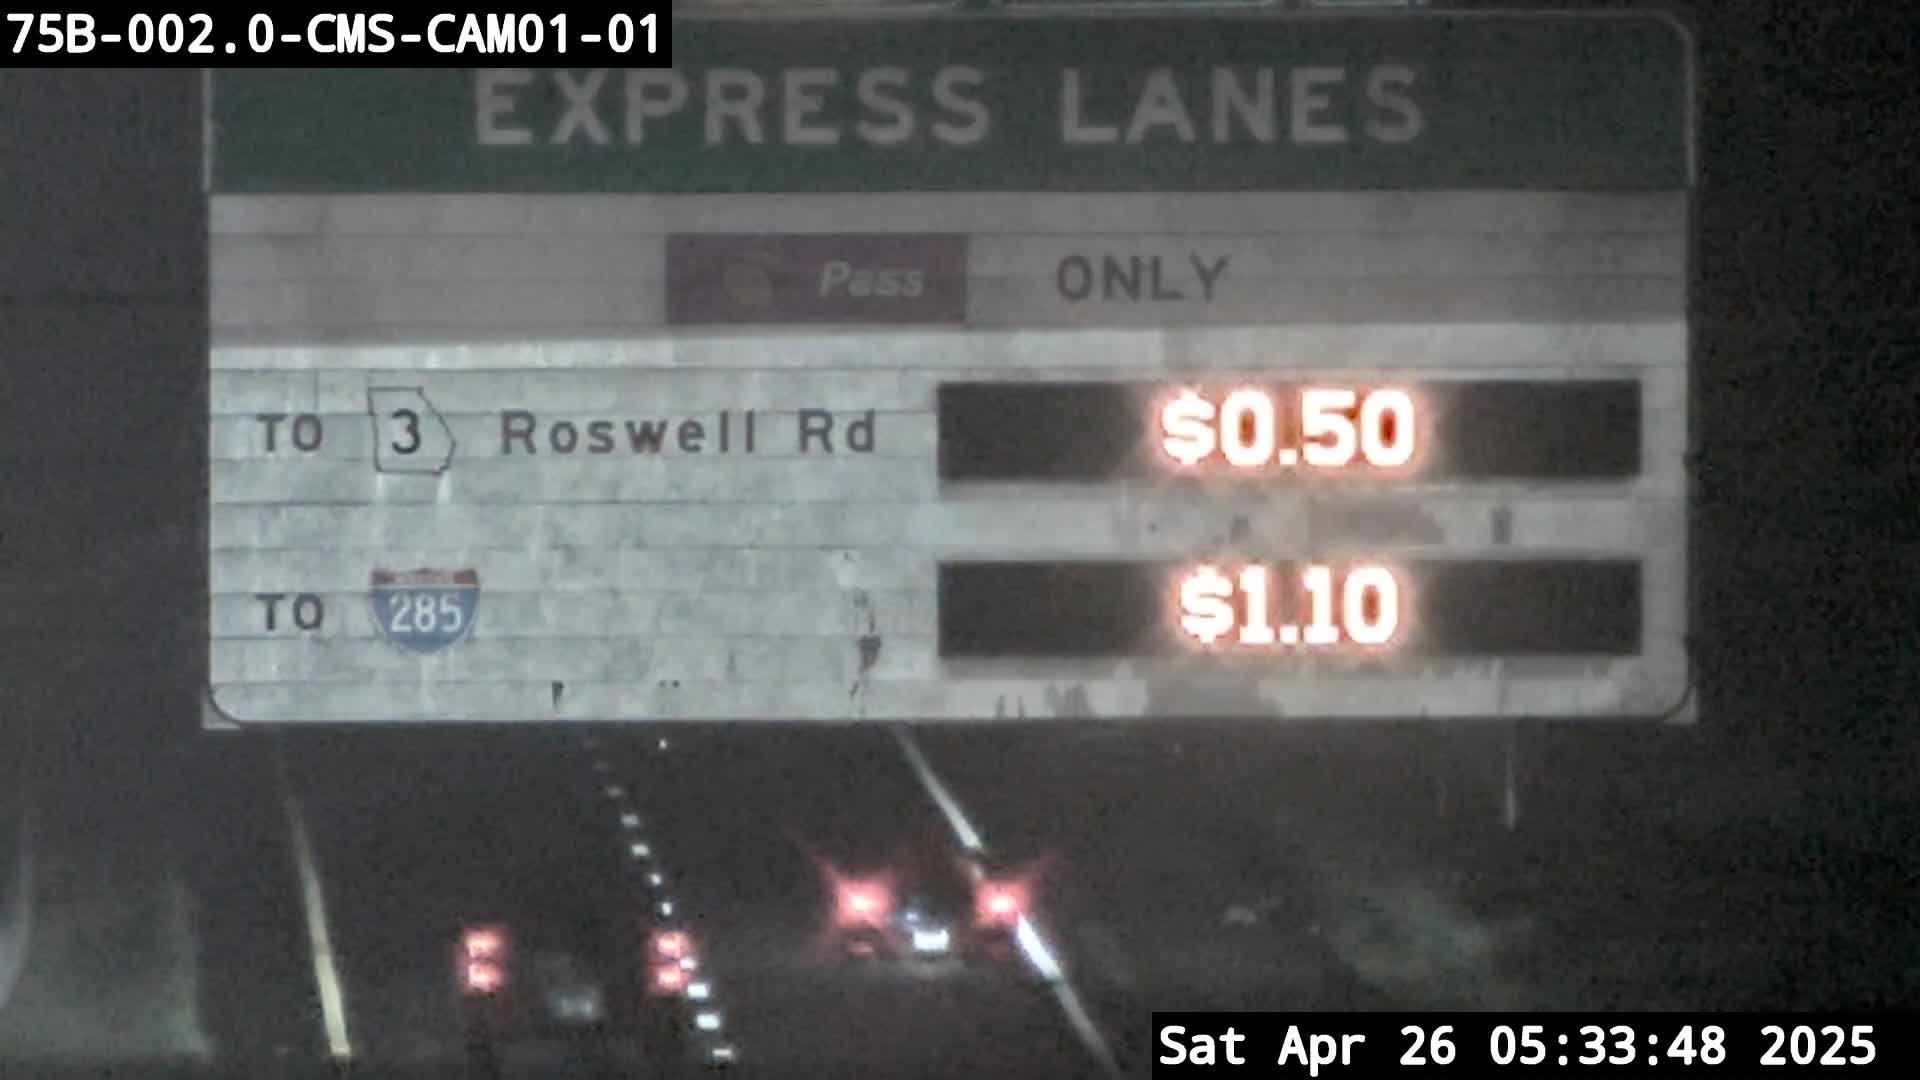 75B-002.0-CMS-CAM01-01
EXPRESS LANES
Pass ONLY
TO 3 Roswell Rd $0.50
TO 285 $1.10
Sat Apr 26 05:33:48 2025